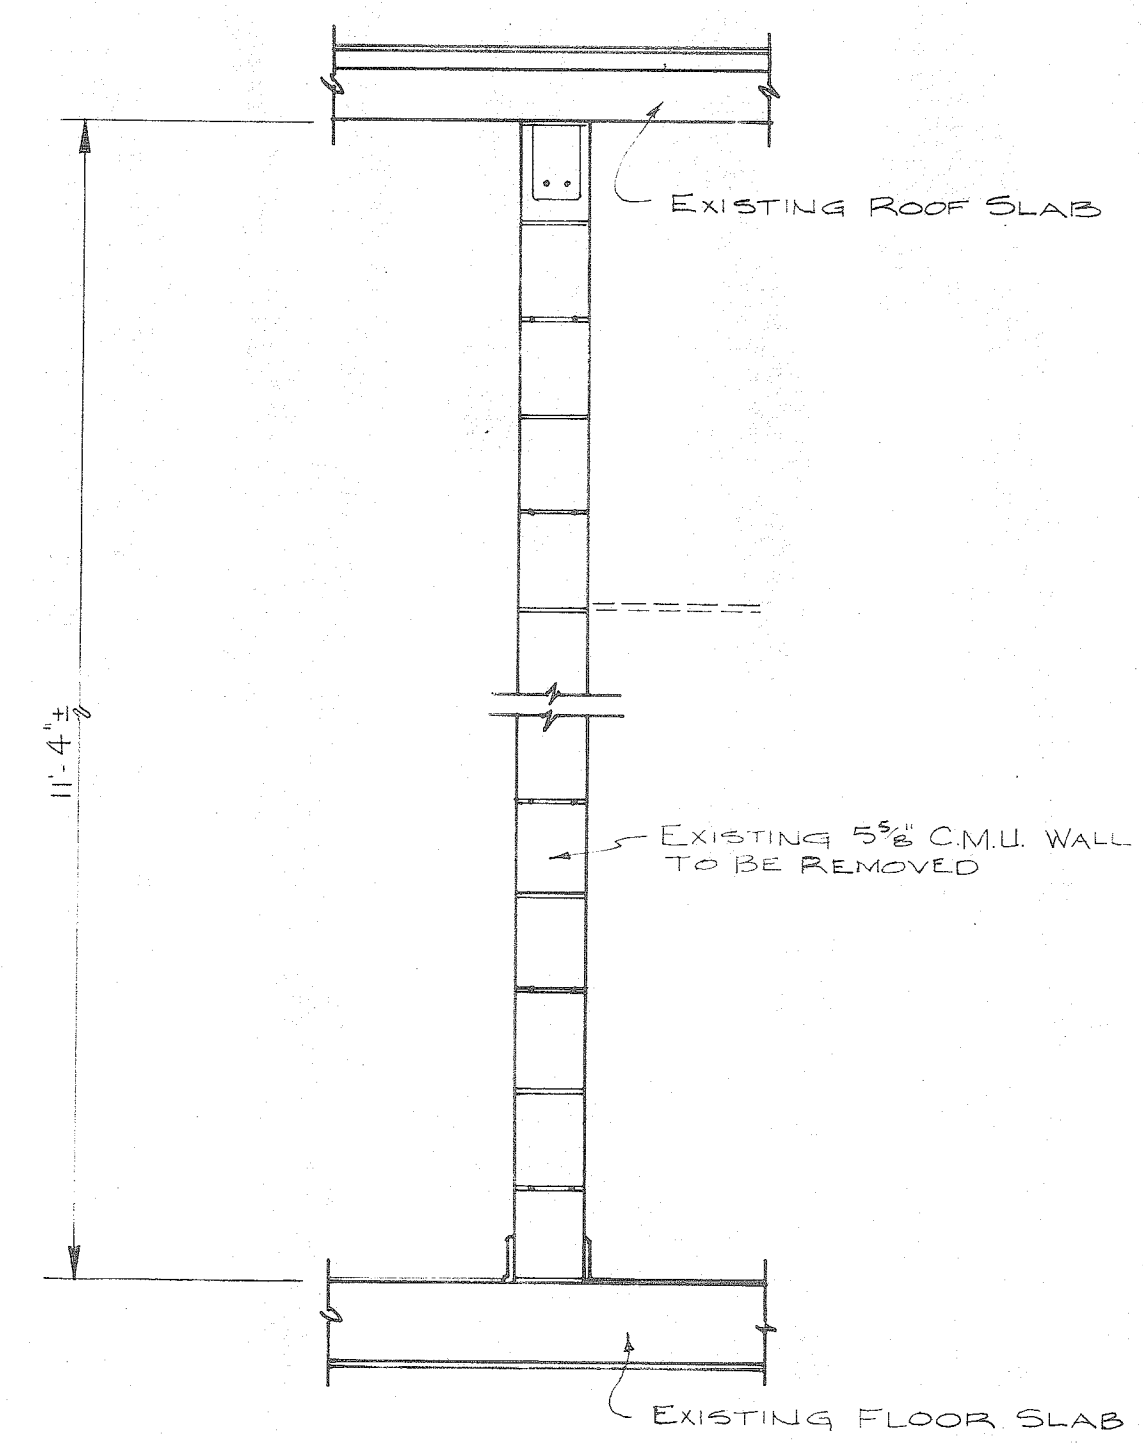 EXISTING ROOF SLAB
11'-4"±
EXISTING 5⅝" C.M.U. WALL
TO BE REMOVED
EXISTING FLOOR SLAB